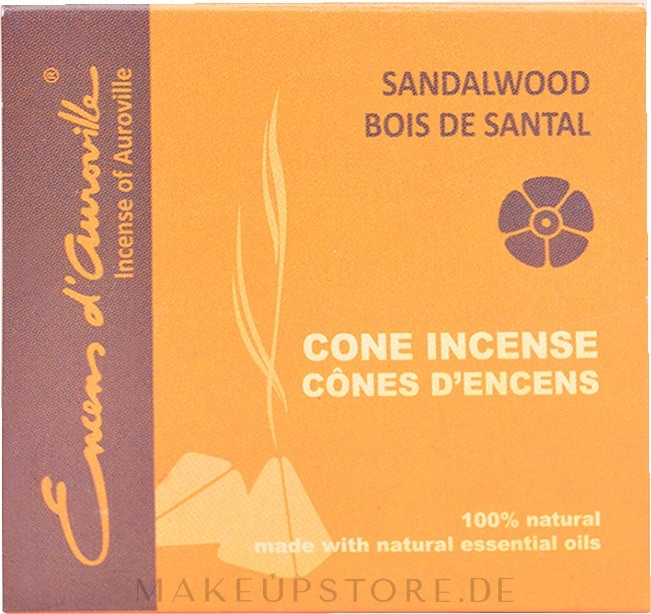 Encens d'Auroville®
Incense of Auroville
SANDALWOOD
BOIS DE SANTAL
CONE INCENSE
CÔNES D'ENCENS
100% natural
made with natural essential oils
MAKEUPSTORE.DE